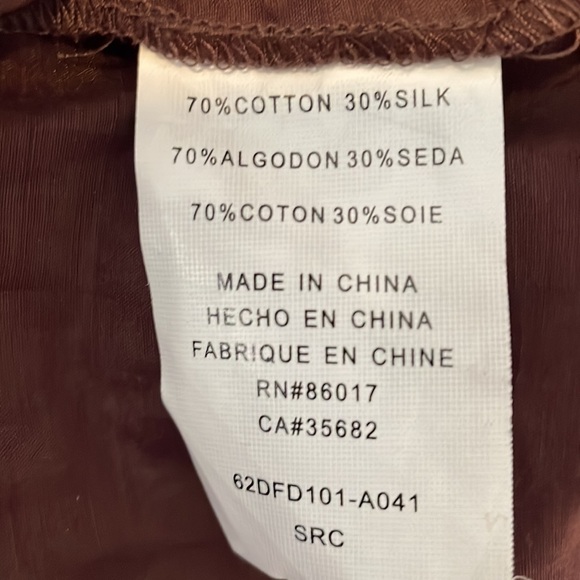 70%COTTON 30%SILK
70%ALGODON 30%SEDA
70%COTON 30%SOIE
MADE IN CHINA
HECHO EN CHINA
FABRIQUE EN CHINE
RN#86017
CA#35682
62DFD101-A041
SRC